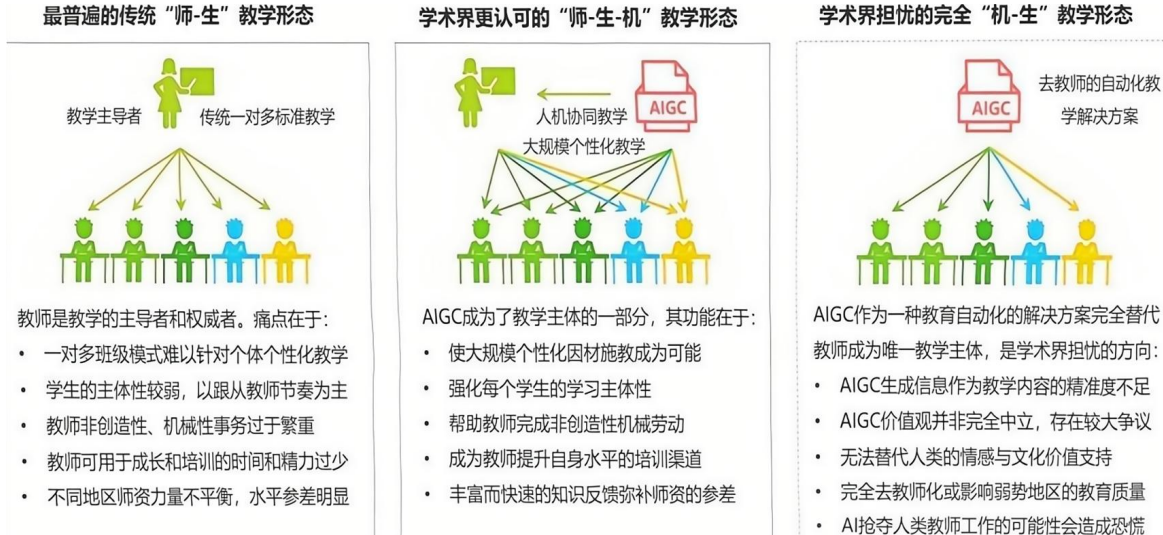 最普遍的传统“师-生”教学形态
教学主导者
传统一对多标准教学
教师是教学的主导者和权威者。痛点在于：
• 一对多班级模式难以针对个体个性化教学
• 学生的主体性较弱，以跟从教师节奏为主
• 教师非创造性、机械性事务过于繁重
• 教师可用于成长和培训的时间和精力过少
• 不同地区师资力量不平衡，水平参差明显
学术界更认可的“师-生-机”教学形态
AIGC
人机协同教学
大规模个性化教学
AIGC成为了教学主体的一部分，其功能在于：
• 使大规模个性化因材施教成为可能
• 强化每个学生的学习主体性
• 帮助教师完成非创造性机械劳动
• 成为教师提升自身水平的培训渠道
• 丰富而快速的知识反馈弥补师资的参差
学术界担忧的完全“机-生”教学形态
AIGC
去教师的自动化教
学解决方案
AIGC作为一种教育自动化的解决方案完全替代
教师成为唯一教学主体，是学术界担忧的方向：
• AIGC生成信息作为教学内容的精准度不足
• AIGC价值观并非完全中立，存在较大争议
• 无法替代人类的情感与文化价值支持
• 完全去教师化或影响弱势地区的教育质量
• AI抢夺人类教师工作的可能性会造成恐慌